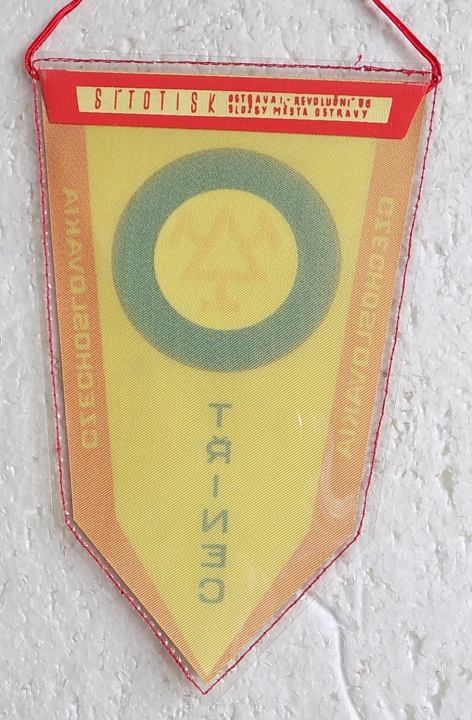 SÍTOTISK
OSTRAVA I, REVOLUČNÍ 86
SLUŽBY MĚSTA OSTRAVY
CZECHOSLOVAKIA
CZECHOSLOVAKIA
TŘINEC